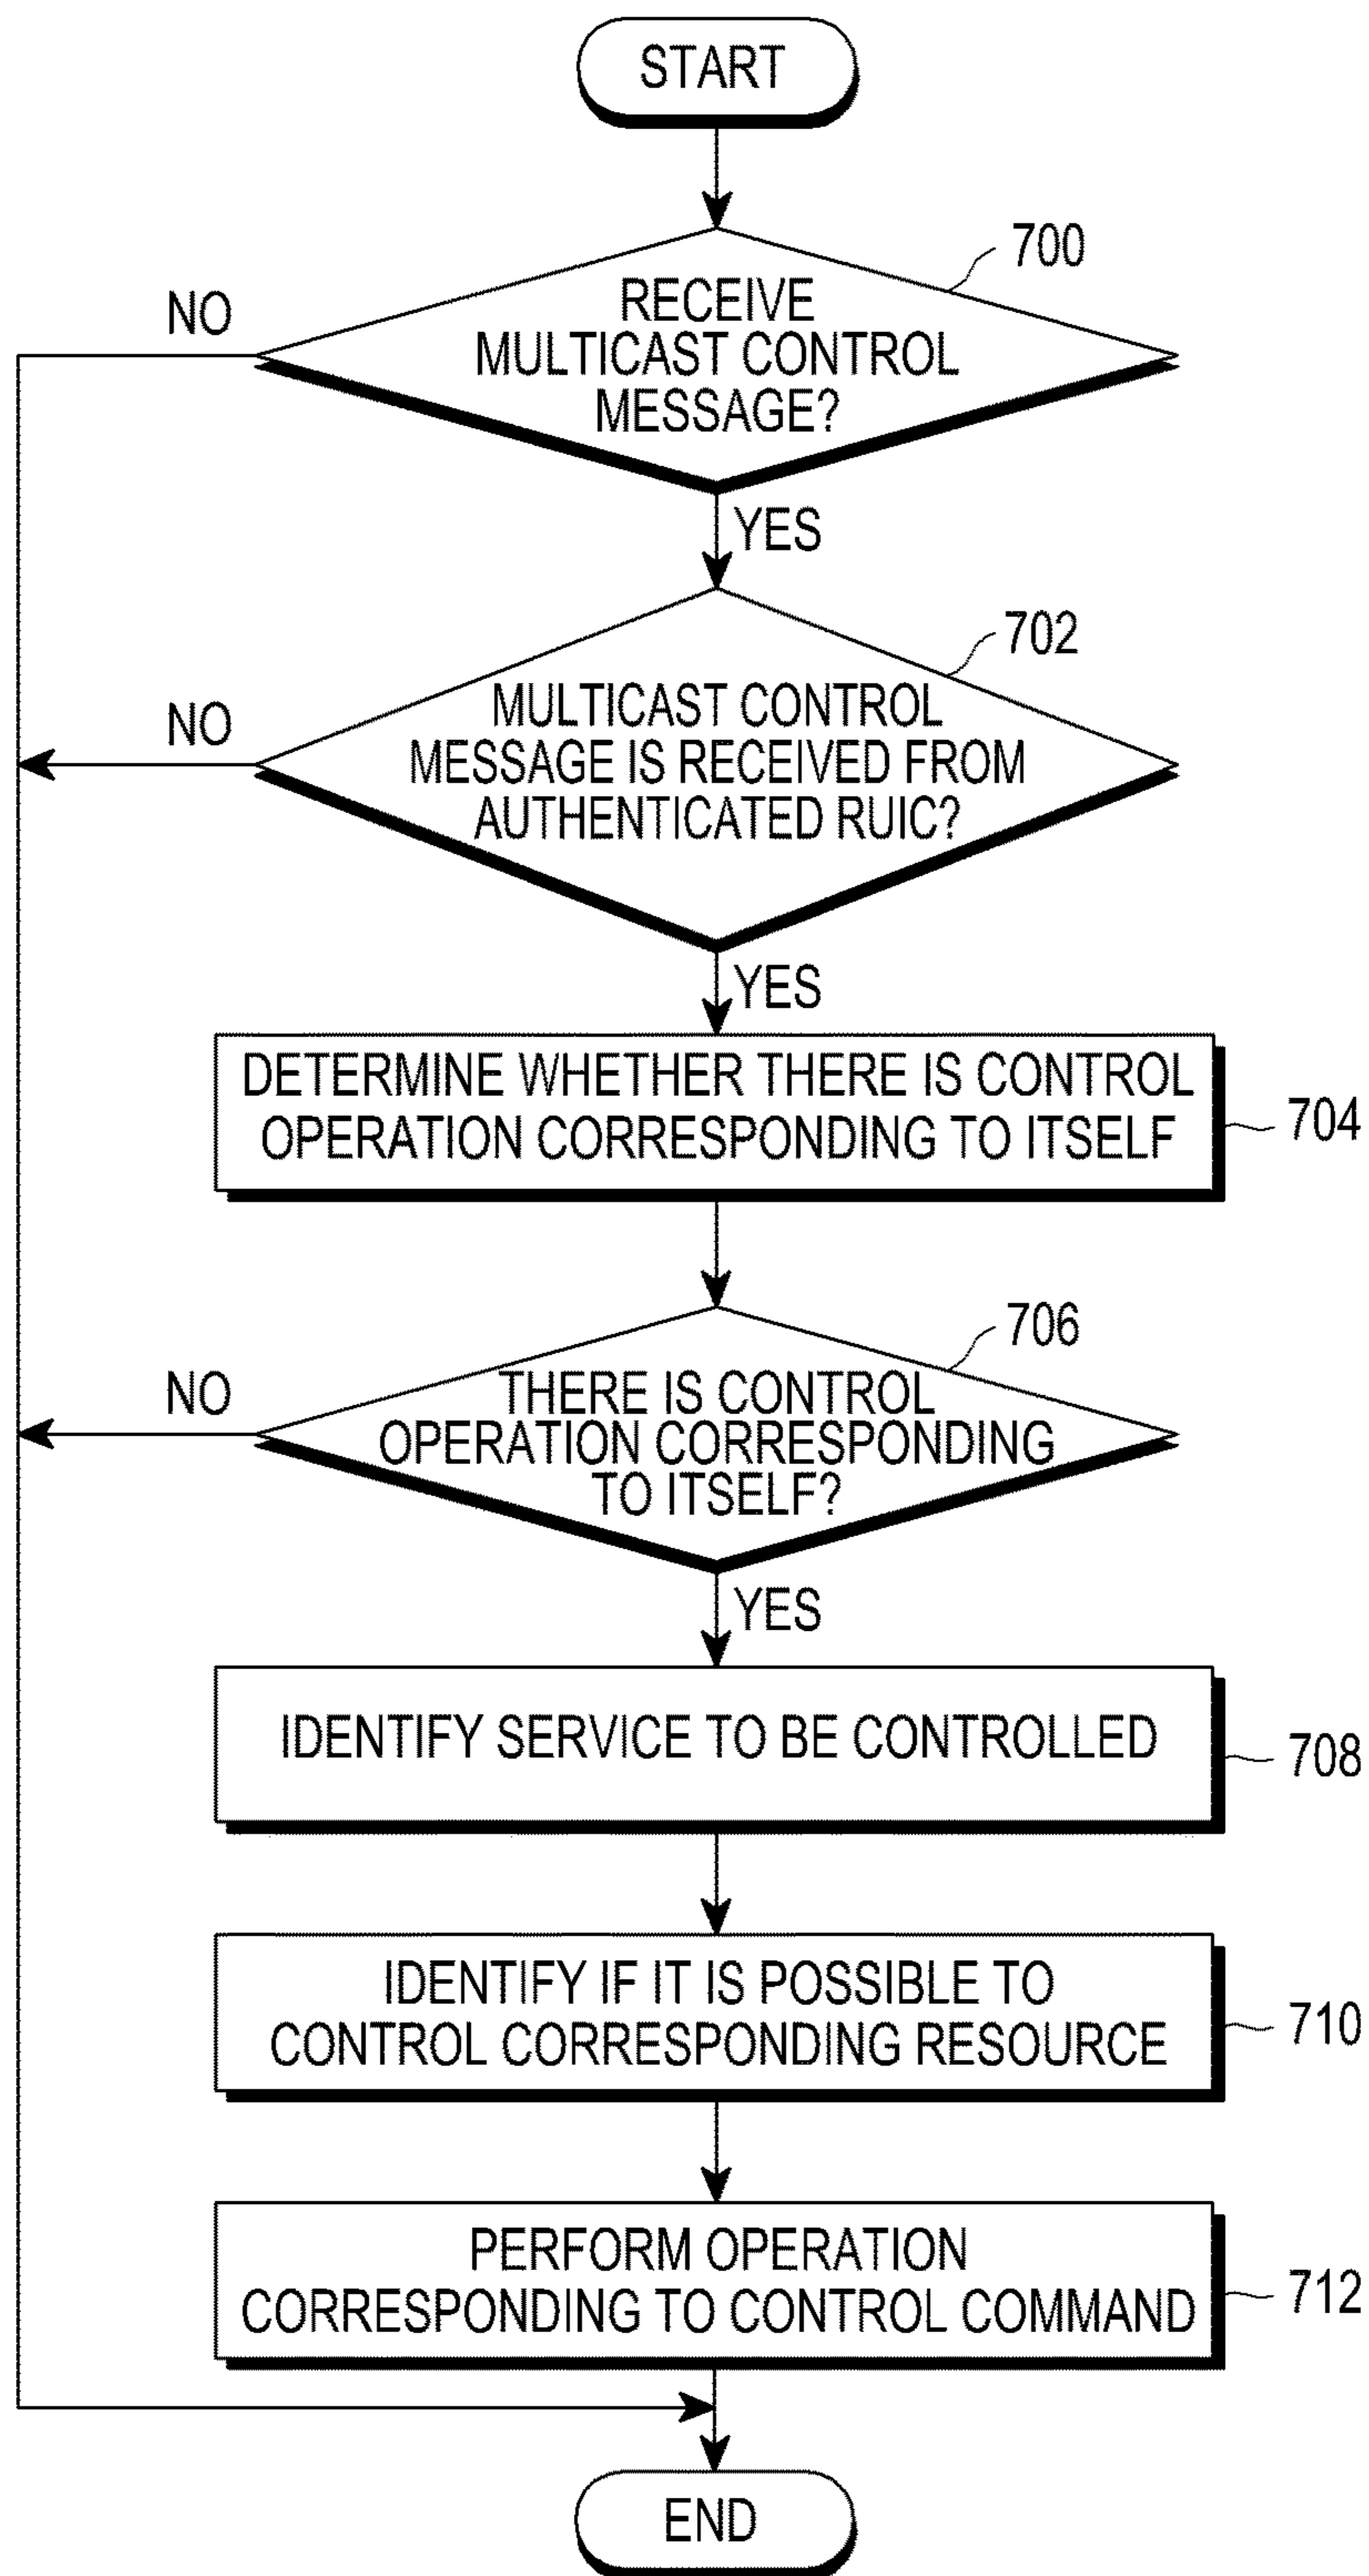 START
700
RECEIVE
MULTICAST CONTROL
MESSAGE?
NO
YES
702
MULTICAST CONTROL
MESSAGE IS RECEIVED FROM
AUTHENTICATED RUIC?
NO
YES
DETERMINE WHETHER THERE IS CONTROL
OPERATION CORRESPONDING TO ITSELF
704
706
THERE IS CONTROL
OPERATION CORRESPONDING
TO ITSELF?
NO
YES
IDENTIFY SERVICE TO BE CONTROLLED
708
IDENTIFY IF IT IS POSSIBLE TO
CONTROL CORRESPONDING RESOURCE
710
PERFORM OPERATION
CORRESPONDING TO CONTROL COMMAND
712
END